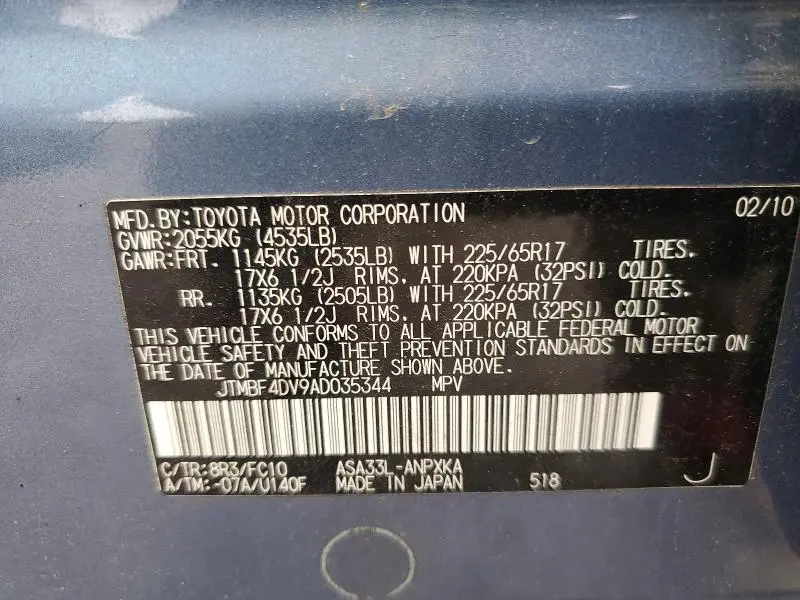 MFD.BY:TOYOTA MOTOR CORPORATION 02/10
GVWR:2055KG (4535LB)
GAWR:FRT. 1145KG (2535LB) WITH 225/65R17 TIRES.
17X6 1/2J RIMS. AT 220KPA (32PSI) COLD.
RR. 1135KG (2505LB) WITH 225/65R17 TIRES.
17X6 1/2J RIMS. AT 220KPA (32PSI) COLD.
THIS VEHICLE CONFORMS TO ALL APPLICABLE FEDERAL MOTOR
VEHICLE SAFETY AND THEFT PREVENTION STANDARDS IN EFFECT ON
THE DATE OF MANUFACTURE SHOWN ABOVE.
JTMBF4DV9AD035344 MPV
C/TR:8R3/FC10 ASA33L-ANPXKA
A/TM:-07A/U140F MADE IN JAPAN 518 J